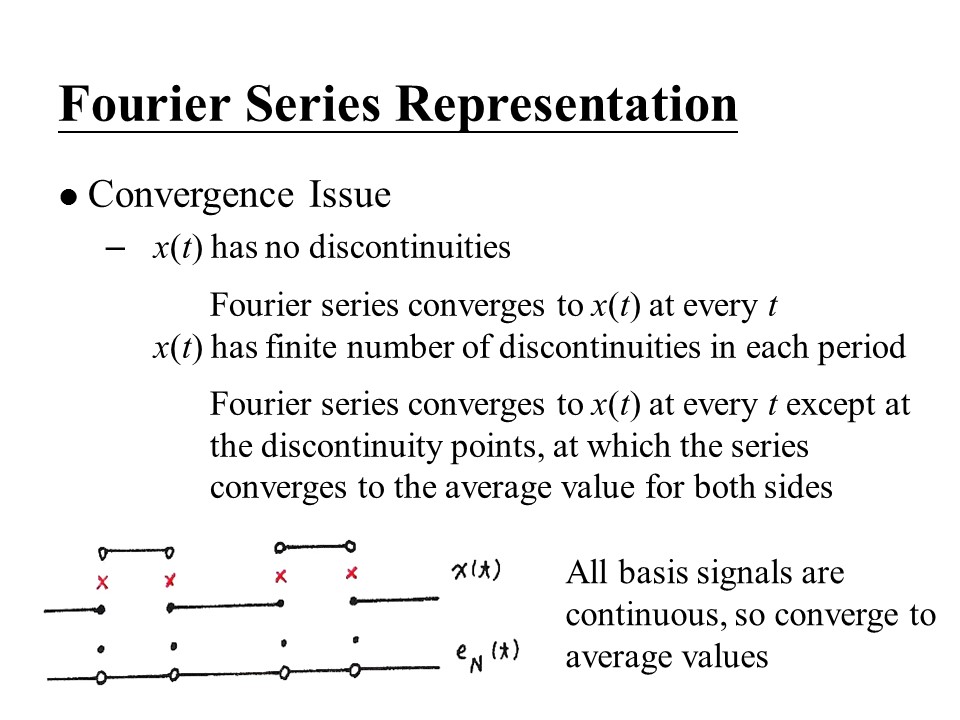 Fourier Series Representation
● Convergence Issue
– x(t) has no discontinuities
Fourier series converges to x(t) at every t
x(t) has finite number of discontinuities in each period
Fourier series converges to x(t) at every t except at
the discontinuity points, at which the series
converges to the average value for both sides
x(t)
e_N(t)
All basis signals are
continuous, so converge to
average values